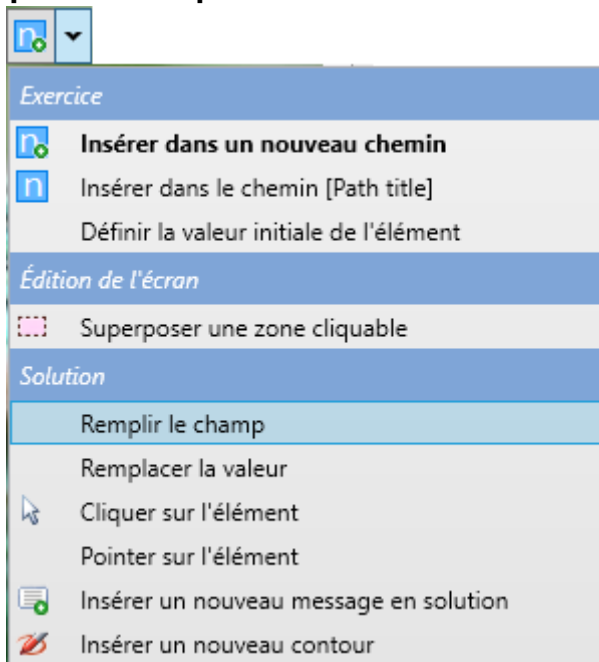 Exercice
Insérer dans un nouveau chemin
Insérer dans le chemin [Path title]
Définir la valeur initiale de l'élément
Édition de l'écran
Superposer une zone cliquable
Solution
Remplir le champ
Remplacer la valeur
Cliquer sur l'élément
Pointer sur l'élément
Insérer un nouveau message en solution
Insérer un nouveau contour